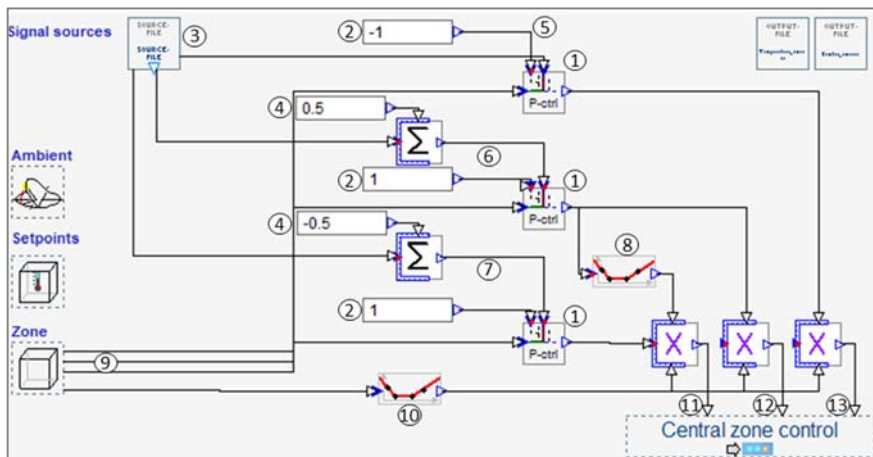 Signal sources
SOURCE-
FILE
SOURCE-
FILE
③
②
-1
⑤
①
P-ctrl
OUTPUT-
FILE
OUTPUT-
FILE
④
0.5
Σ
⑥
Ambient
②
1
①
P-ctrl
Setpoints
④
-0.5
Σ
⑦
⑧
Zone
⑨
②
1
①
P-ctrl
X
X
X
⑩
⑪
⑫
⑬
Central zone control